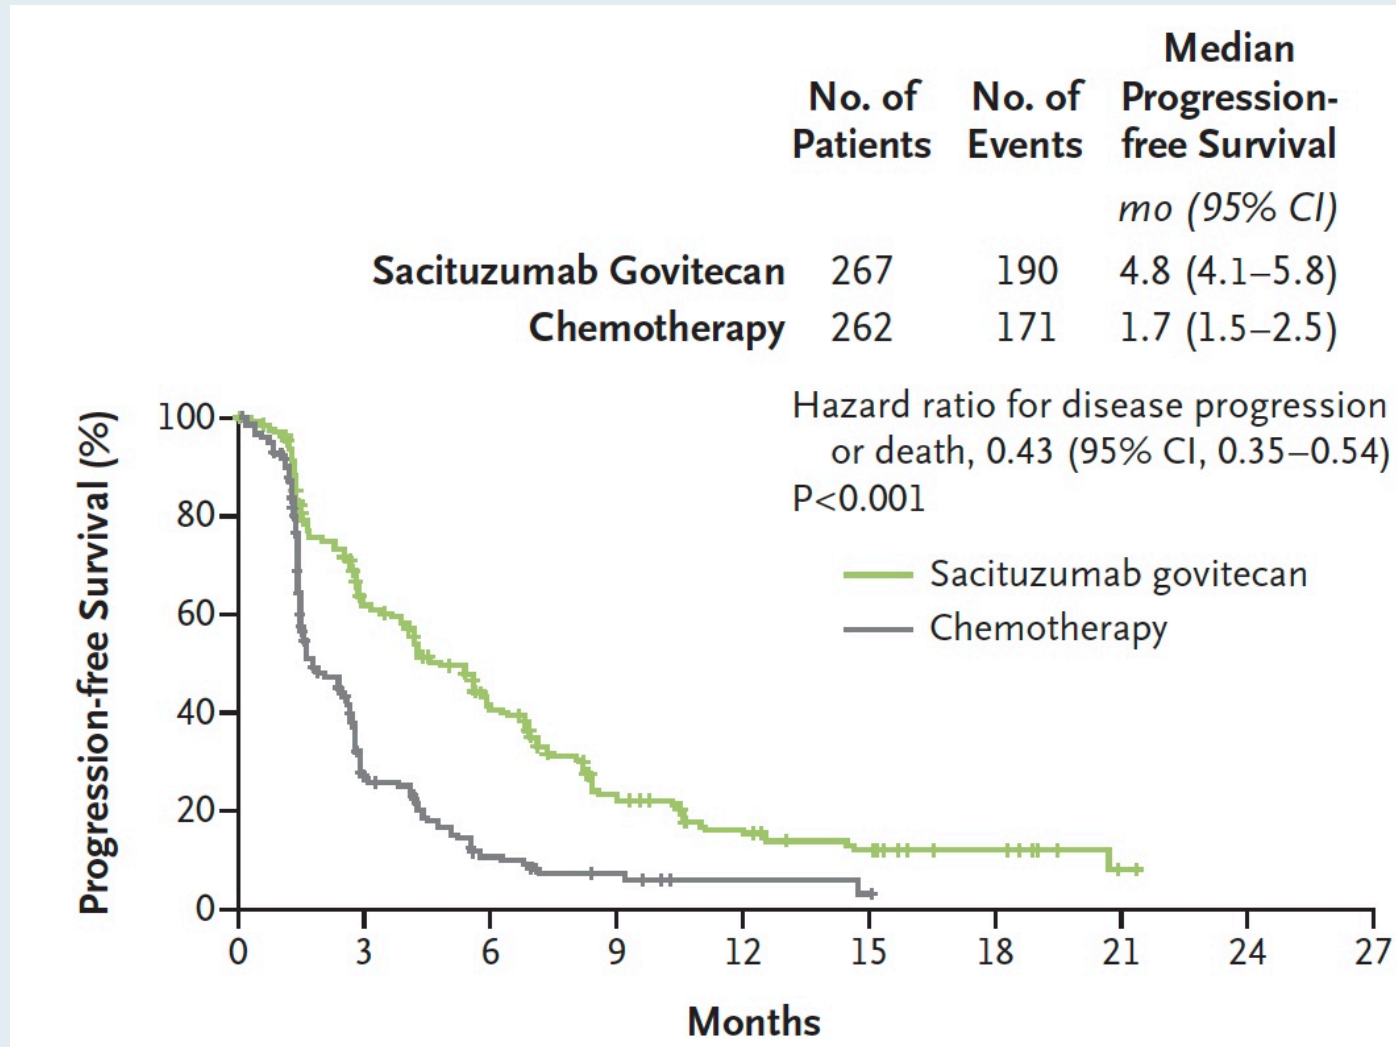 Median
No. of No. of Progression-
Patients Events free Survival
mo (95% CI)
Sacituzumab Govitecan 267 190 4.8 (4.1–5.8)
Chemotherapy 262 171 1.7 (1.5–2.5)
Hazard ratio for disease progression
or death, 0.43 (95% CI, 0.35–0.54)
P<0.001
Sacituzumab govitecan
Chemotherapy
Progression-free Survival (%)
100
80
60
40
20
0
0 3 6 9 12 15 18 21 24 27
Months